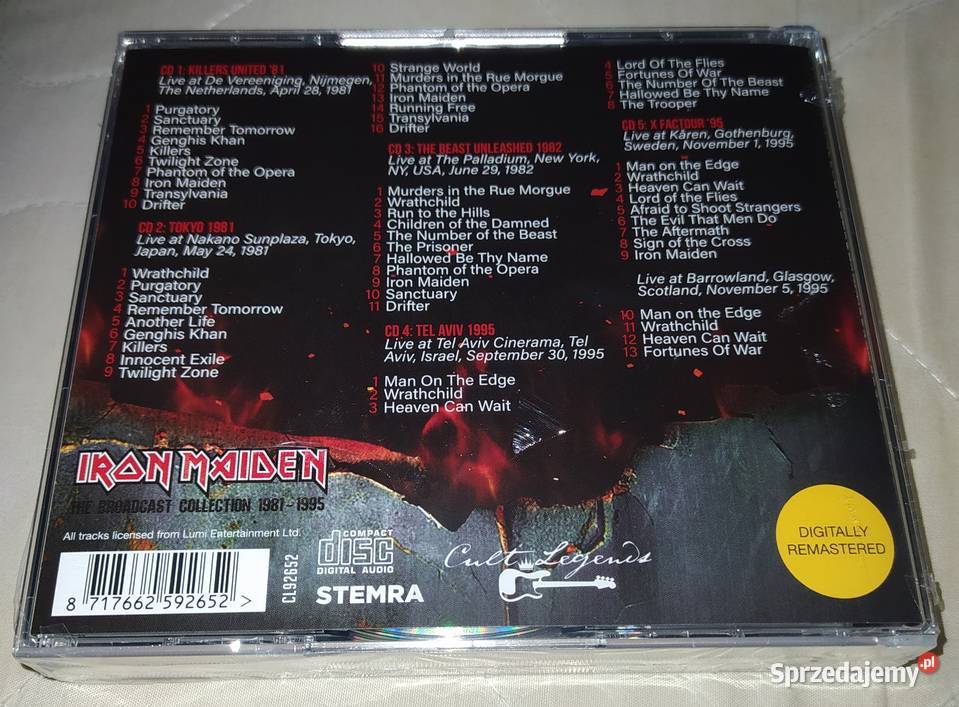 CD 1: KILLERS UNITED '81
Live at De Vereeniging, Nijmegen,
The Netherlands, April 28, 1981
1 Purgatory
2 Sanctuary
3 Remember Tomorrow
4 Genghis Khan
5 Killers
6 Twilight Zone
7 Phantom of the Opera
8 Iron Maiden
9 Transylvania
10 Drifter
CD 2: TOKYO 1981
Live at Nakano Sunplaza, Tokyo,
Japan, May 24, 1981
1 Wrathchild
2 Purgatory
3 Sanctuary
4 Remember Tomorrow
5 Another Life
6 Genghis Khan
7 Killers
8 Innocent Exile
9 Twilight Zone
10 Strange World
11 Murders in the Rue Morgue
12 Phantom of the Opera
13 Iron Maiden
14 Running Free
15 Transylvania
16 Drifter
CD 3: THE BEAST UNLEASHED 1982
Live at The Palladium, New York,
NY, USA, June 29, 1982
1 Murders in the Rue Morgue
2 Wrathchild
3 Run to the Hills
4 Children of the Damned
5 The Number of the Beast
6 The Prisoner
7 Hallowed Be Thy Name
8 Phantom of the Opera
9 Iron Maiden
10 Sanctuary
11 Drifter
CD 4: TEL AVIV 1995
Live at Tel Aviv Cinerama, Tel
Aviv, Israel, September 30, 1995
1 Man On The Edge
2 Wrathchild
3 Heaven Can Wait
4 Lord Of The Flies
5 Fortunes Of War
6 The Number Of The Beast
7 Hallowed Be Thy Name
8 The Trooper
CD 5: X FACTOUR '95
Live at Kåren, Gothenburg,
Sweden, November 1, 1995
1 Man on the Edge
2 Wrathchild
3 Heaven Can Wait
4 Lord of the Flies
5 Afraid to Shoot Strangers
6 The Evil That Men Do
7 The Aftermath
8 Sign of the Cross
9 Iron Maiden
Live at Barrowland, Glasgow,
Scotland, November 5, 1995
10 Man on the Edge
11 Wrathchild
12 Heaven Can Wait
13 Fortunes Of War
IRON MAIDEN
THE BROADCAST COLLECTION 1981-1995
All tracks licensed from Lumi Entertainment Ltd.
8 717662 592652 >
CL92652
COMPACT
disc
DIGITAL AUDIO
STEMRA
Cult Legends
DIGITALLY
REMASTERED
Sprzedajemy.pl